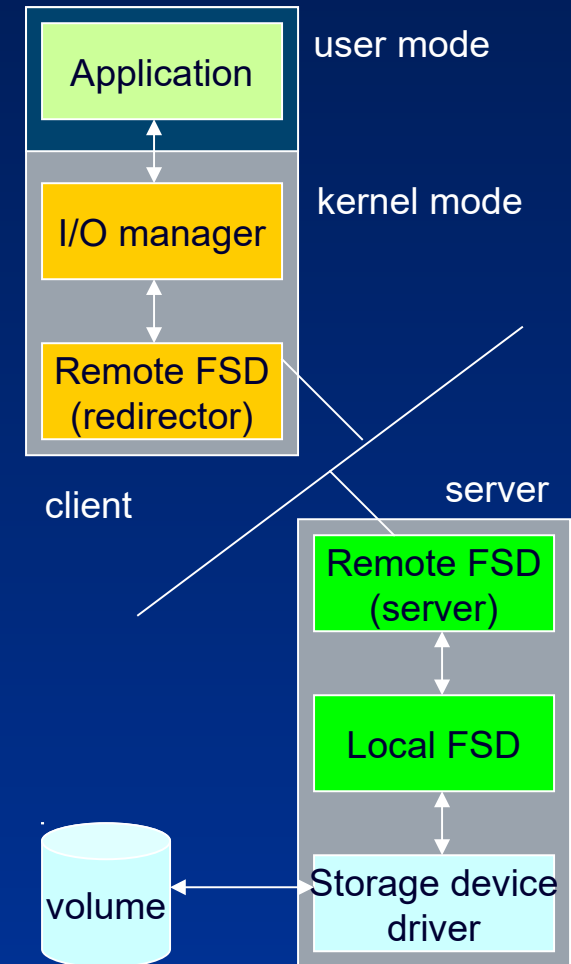 Application
user mode
I/O manager
kernel mode
Remote FSD
(redirector)
client
server
Remote FSD
(server)
Local FSD
Storage device
driver
volume